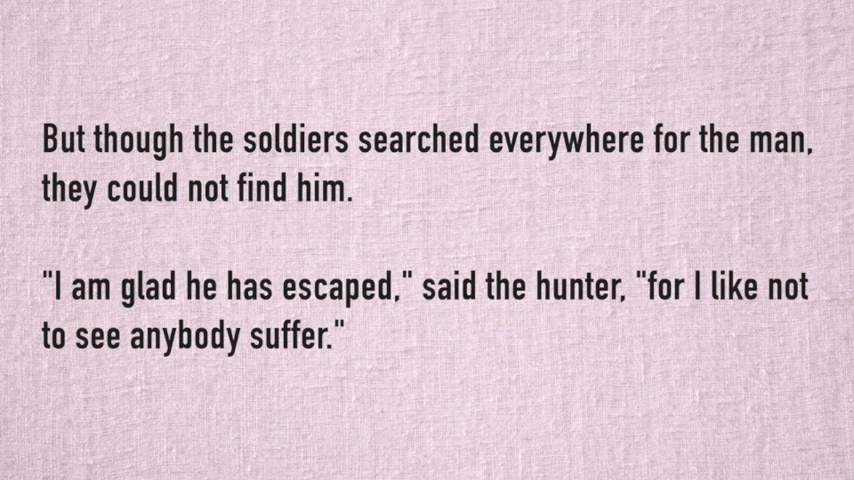 But though the soldiers searched everywhere for the man,
they could not find him.
"I am glad he has escaped," said the hunter, "for I like not
to see anybody suffer."